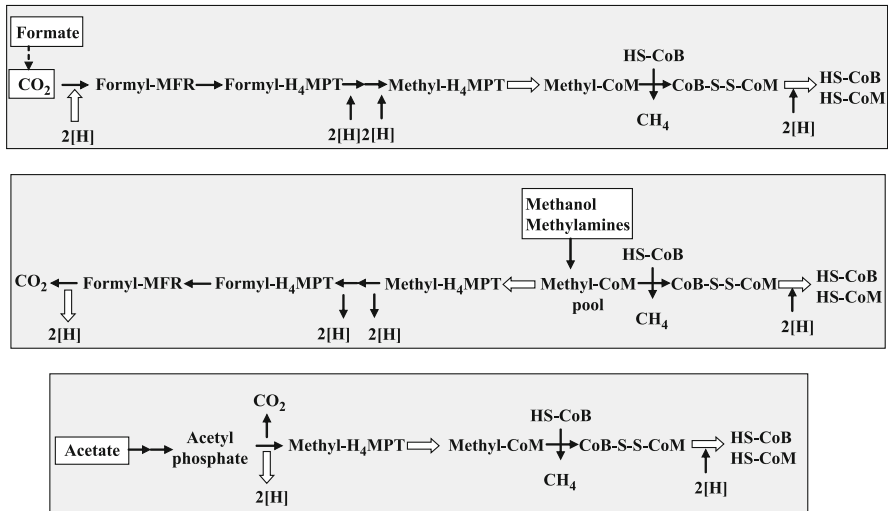 Formate
HS-CoB
CO₂ Formyl-MFR Formyl-H₄MPT Methyl-H₄MPT Methyl-CoM CoB-S-S-CoM HS-CoB
HS-CoM
2[H] 2[H] 2[H] CH₄ 2[H]
Methanol
Methylamines
HS-CoB
CO₂ Formyl-MFR Formyl-H₄MPT Methyl-H₄MPT Methyl-CoM CoB-S-S-CoM HS-CoB
pool HS-CoM
2[H] 2[H] 2[H] CH₄ 2[H]
CO₂
HS-CoB
Acetate Acetyl Methyl-H₄MPT Methyl-CoM CoB-S-S-CoM HS-CoB
phosphate HS-CoM
2[H] CH₄ 2[H]